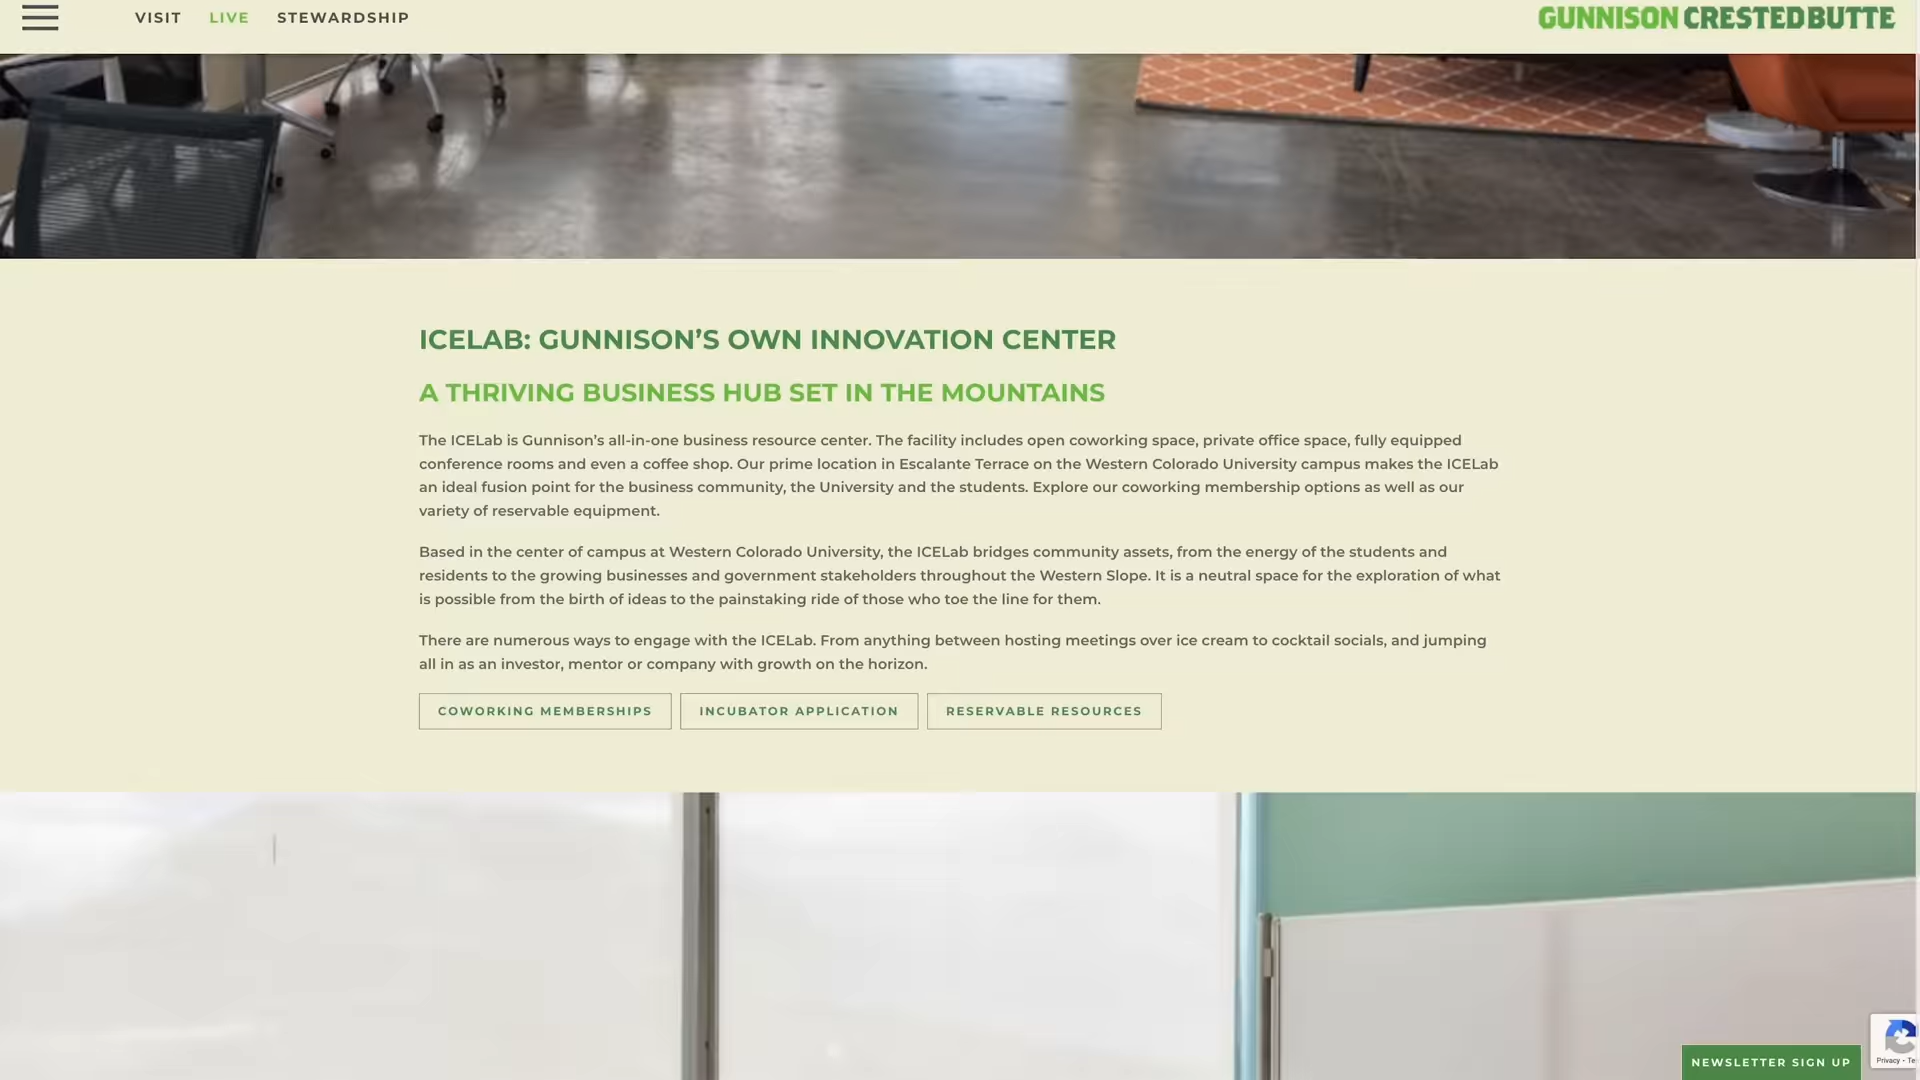 VISIT LIVE STEWARDSHIP GUNNISON CRESTED BUTTE
ICELAB: GUNNISON’S OWN INNOVATION CENTER
A THRIVING BUSINESS HUB SET IN THE MOUNTAINS
The ICELab is Gunnison’s all-in-one business resource center. The facility includes open coworking space, private office space, fully equipped
conference rooms and even a coffee shop. Our prime location in Escalante Terrace on the Western Colorado University campus makes the ICELab
an ideal fusion point for the business community, the University and the students. Explore our coworking membership options as well as our
variety of reservable equipment.
Based in the center of campus at Western Colorado University, the ICELab bridges community assets, from the energy of the students and
residents to the growing businesses and government stakeholders throughout the Western Slope. It is a neutral space for the exploration of what
is possible from the birth of ideas to the painstaking ride of those who toe the line for them.
There are numerous ways to engage with the ICELab. From anything between hosting meetings over ice cream to cocktail socials, and jumping
all in as an investor, mentor or company with growth on the horizon.
COWORKING MEMBERSHIPS INCUBATOR APPLICATION RESERVABLE RESOURCES
NEWSLETTER SIGN UP
Privacy -